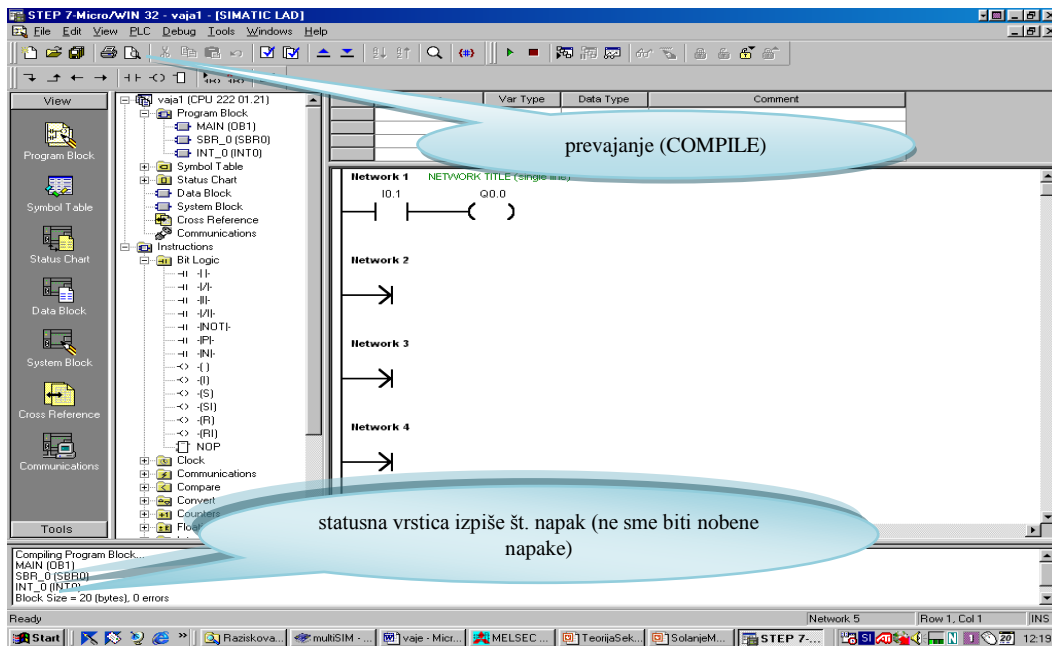 STEP 7-Micro/WIN 32 - vaja1 - [SIMATIC LAD]
File Edit View PLC Debug Tools Windows Help
View
Program Block
Symbol Table
Status Chart
Data Block
System Block
Cross Reference
Communications
Tools
vaja1 (CPU 222 01.21)
Program Block
MAIN (OB1)
SBR_0 (SBR0)
INT_0 (INT0)
Symbol Table
Status Chart
Data Block
System Block
Cross Reference
Communications
Instructions
Bit Logic
-| |-
-|/|-
-|I|-
-|/I|-
-|NOT|-
-|P|-
-|N|-
-( )
-(I)
-(S)
-(SI)
-(R)
-(RI)
NOP
Clock
Communications
Compare
Convert
Counters
Var Type Data Type Comment
prevajanje (COMPILE)
Network 1 NETWORK TITLE (single line)
I0.1 Q0.0
Network 2
Network 3
Network 4
statusna vrstica izpiše št. napak (ne sme biti nobene
napake)
Compiling Program Block...
MAIN (OB1)
SBR_0 (SBR0)
INT_0 (INT0)
Block Size = 20 (bytes), 0 errors
Ready Network 5 Row 1, Col 1 INS
Start Raziskova... multiSIM - ... vaje - Micr... MELSEC ... TeorijaSek... SolanjeM... STEP 7-... 12:19